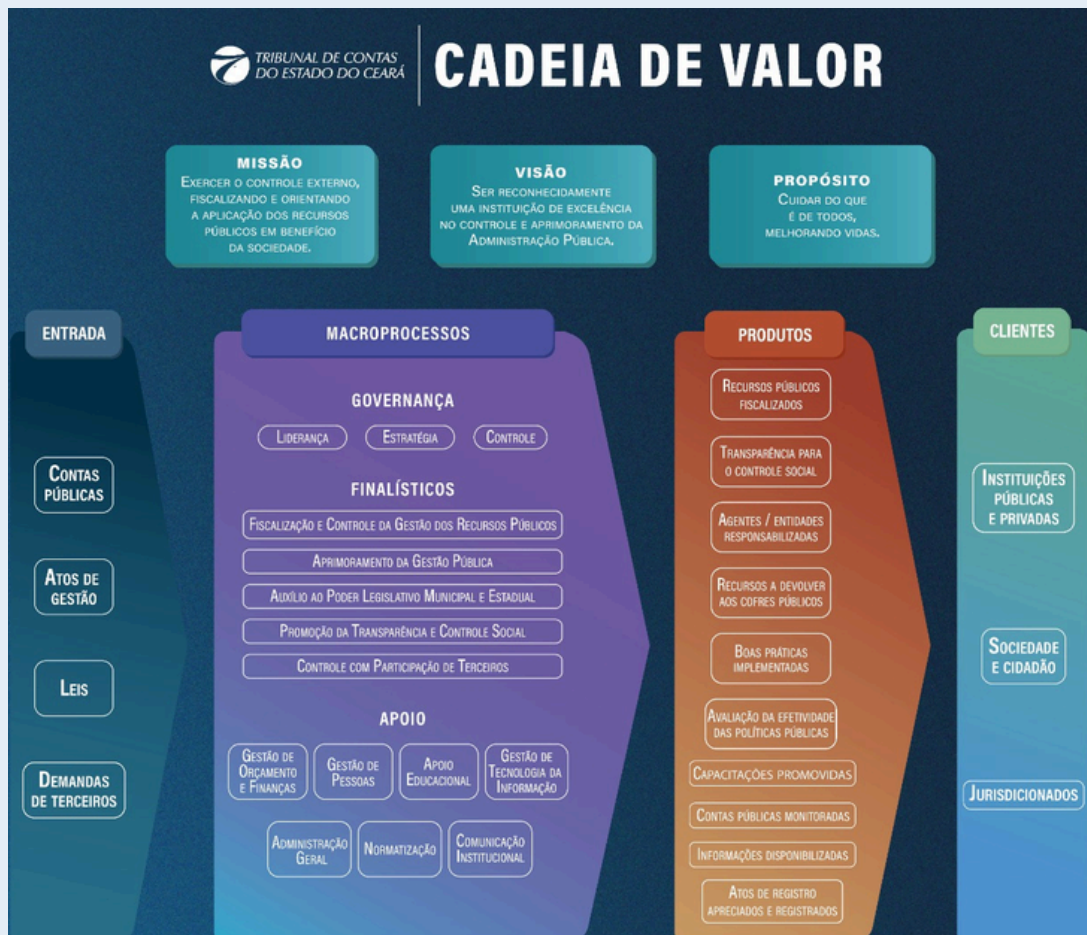 TRIBUNAL DE CONTAS
DO ESTADO DO CEARÁ
CADEIA DE VALOR
MISSÃO
EXERCER O CONTROLE EXTERNO,
FISCALIZANDO E ORIENTANDO
A APLICAÇÃO DOS RECURSOS
PÚBLICOS EM BENEFÍCIO
DA SOCIEDADE.
VISÃO
SER RECONHECIDAMENTE
UMA INSTITUIÇÃO DE EXCELÊNCIA
NO CONTROLE E APRIMORAMENTO DA
ADMINISTRAÇÃO PÚBLICA.
PROPÓSITO
CUIDAR DO QUE
É DE TODOS,
MELHORANDO VIDAS.
ENTRADA
CONTAS
PÚBLICAS
ATOS DE
GESTÃO
LEIS
DEMANDAS
DE TERCEIROS
MACROPROCESSOS
GOVERNANÇA
LIDERANÇA
ESTRATÉGIA
CONTROLE
FINALÍSTICOS
FISCALIZAÇÃO E CONTROLE DA GESTÃO DOS RECURSOS PÚBLICOS
APRIMORAMENTO DA GESTÃO PÚBLICA
AUXÍLIO AO PODER LEGISLATIVO MUNICIPAL E ESTADUAL
PROMOÇÃO DA TRANSPARÊNCIA E CONTROLE SOCIAL
CONTROLE COM PARTICIPAÇÃO DE TERCEIROS
APOIO
GESTÃO DE
ORÇAMENTO
E FINANÇAS
GESTÃO DE
PESSOAS
APOIO
EDUCACIONAL
GESTÃO DE
TECNOLOGIA DA
INFORMAÇÃO
ADMINISTRAÇÃO
GERAL
NORMATIZAÇÃO
COMUNICAÇÃO
INSTITUCIONAL
PRODUTOS
RECURSOS PÚBLICOS
FISCALIZADOS
TRANSPARÊNCIA PARA
O CONTROLE SOCIAL
AGENTES / ENTIDADES
RESPONSABILIZADAS
RECURSOS A DEVOLVER
AOS COFRES PÚBLICOS
BOAS PRÁTICAS
IMPLEMENTADAS
AVALIAÇÃO DA EFETIVIDADE
DAS POLÍTICAS PÚBLICAS
CAPACITAÇÕES PROMOVIDAS
CONTAS PÚBLICAS MONITORADAS
INFORMAÇÕES DISPONIBILIZADAS
ATOS DE REGISTRO
APRECIADOS E REGISTRADOS
CLIENTES
INSTITUIÇÕES
PÚBLICAS
E PRIVADAS
SOCIEDADE
E CIDADÃO
JURISDICIONADOS